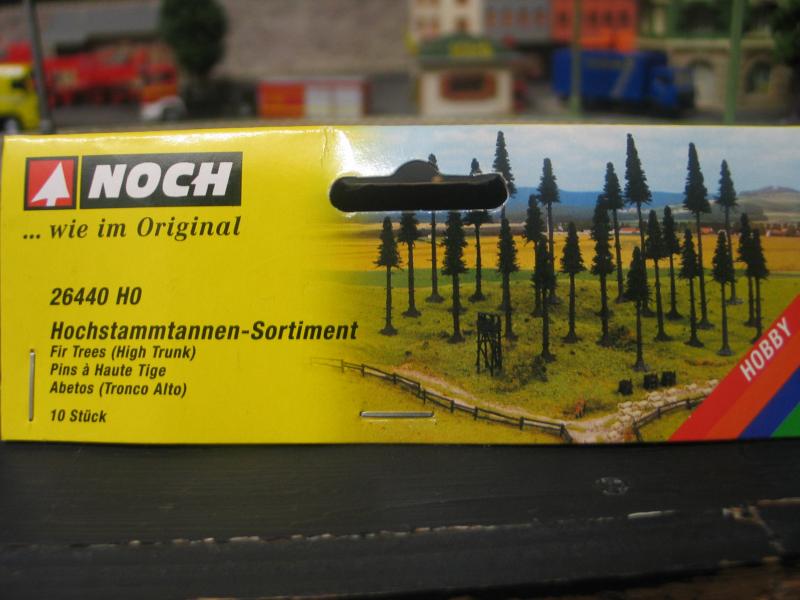 NOCH
... wie im Original
26440 HO
Hochstammtannen-Sortiment
Fir Trees (High Trunk)
Pins à Haute Tige
Abetos (Tronco Alto)
10 Stück
HOBBY